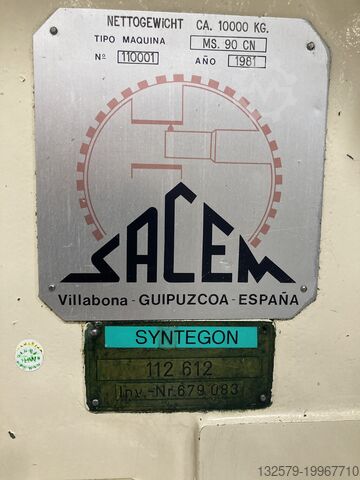 NETTOGEWICHT CA. 10000 KG.
TIPO MAQUINA MS. 90 CN
Nº 110001 AÑO 1981
SACEM
Villabona - GUIPUZCOA - ESPAÑA
SYNTEGON
112 612
Inv.-Nr. 679 083
132579-19967710